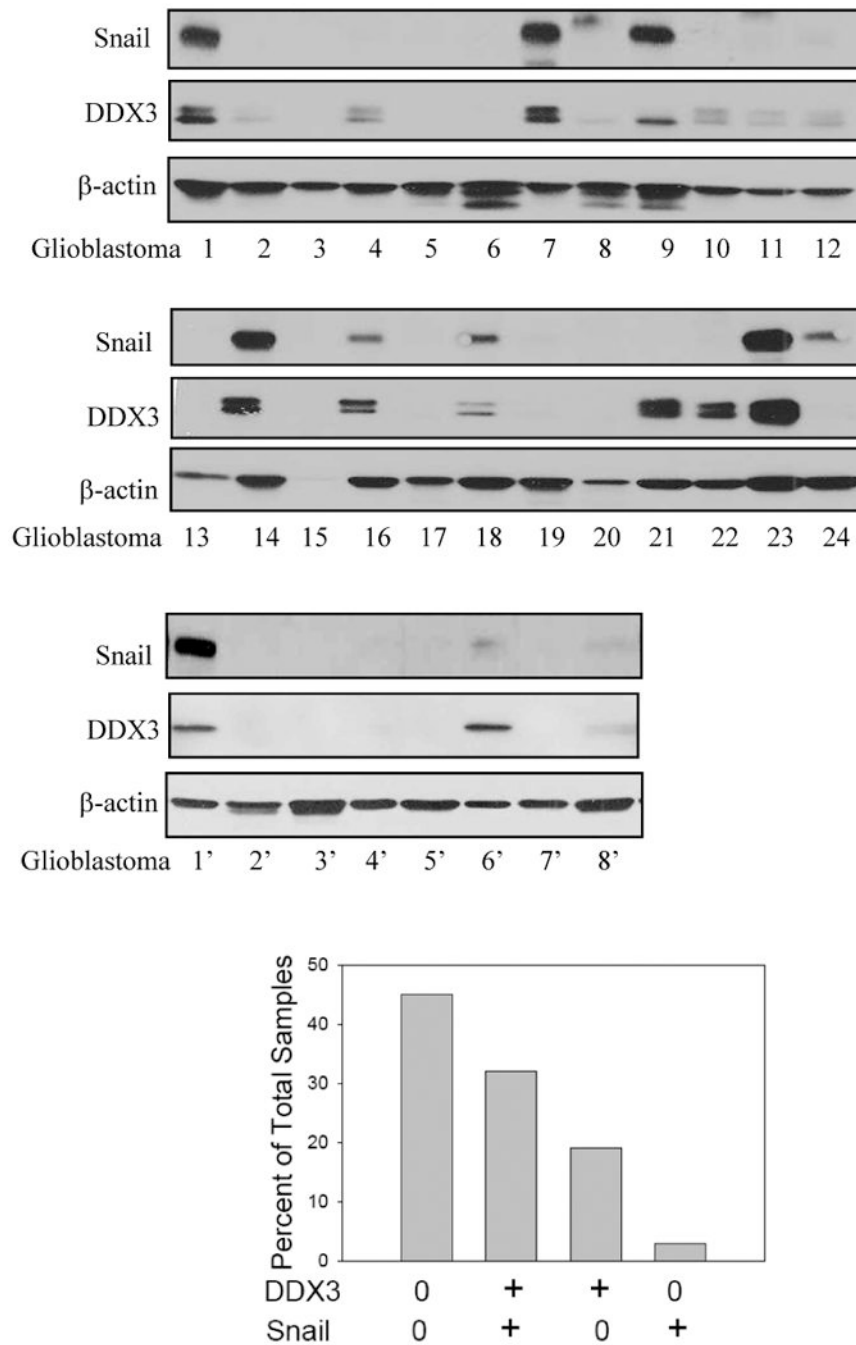 Snail
DDX3
β-actin
Glioblastoma 1 2 3 4 5 6 7 8 9 10 11 12
Snail
DDX3
β-actin
Glioblastoma 13 14 15 16 17 18 19 20 21 22 23 24
Snail
DDX3
β-actin
Glioblastoma 1’ 2’ 3’ 4’ 5’ 6’ 7’ 8’
Percent of Total Samples
50
40
30
20
10
0
DDX3 0 + + 0
Snail 0 + 0 +